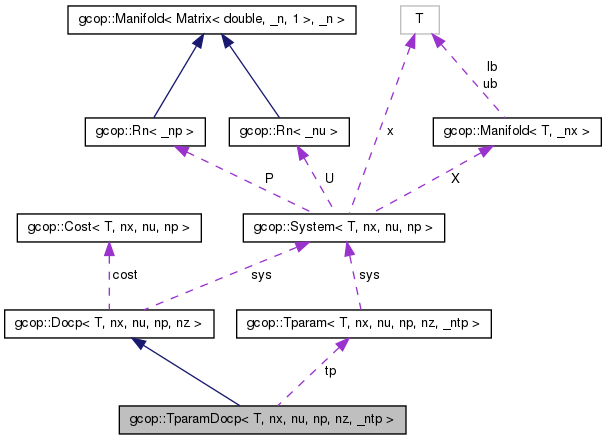 gcop::Manifold< Matrix< double, _n, 1 >, _n >
T
lb
ub
gcop::Rn< _np >
gcop::Rn< _nu >
x
gcop::Manifold< T, _nx >
P
U
X
gcop::Cost< T, nx, nu, np >
gcop::System< T, nx, nu, np >
cost
sys
sys
gcop::Docp< T, nx, nu, np, nz >
gcop::Tparam< T, nx, nu, np, nz, _ntp >
tp
gcop::TparamDocp< T, nx, nu, np, nz, _ntp >